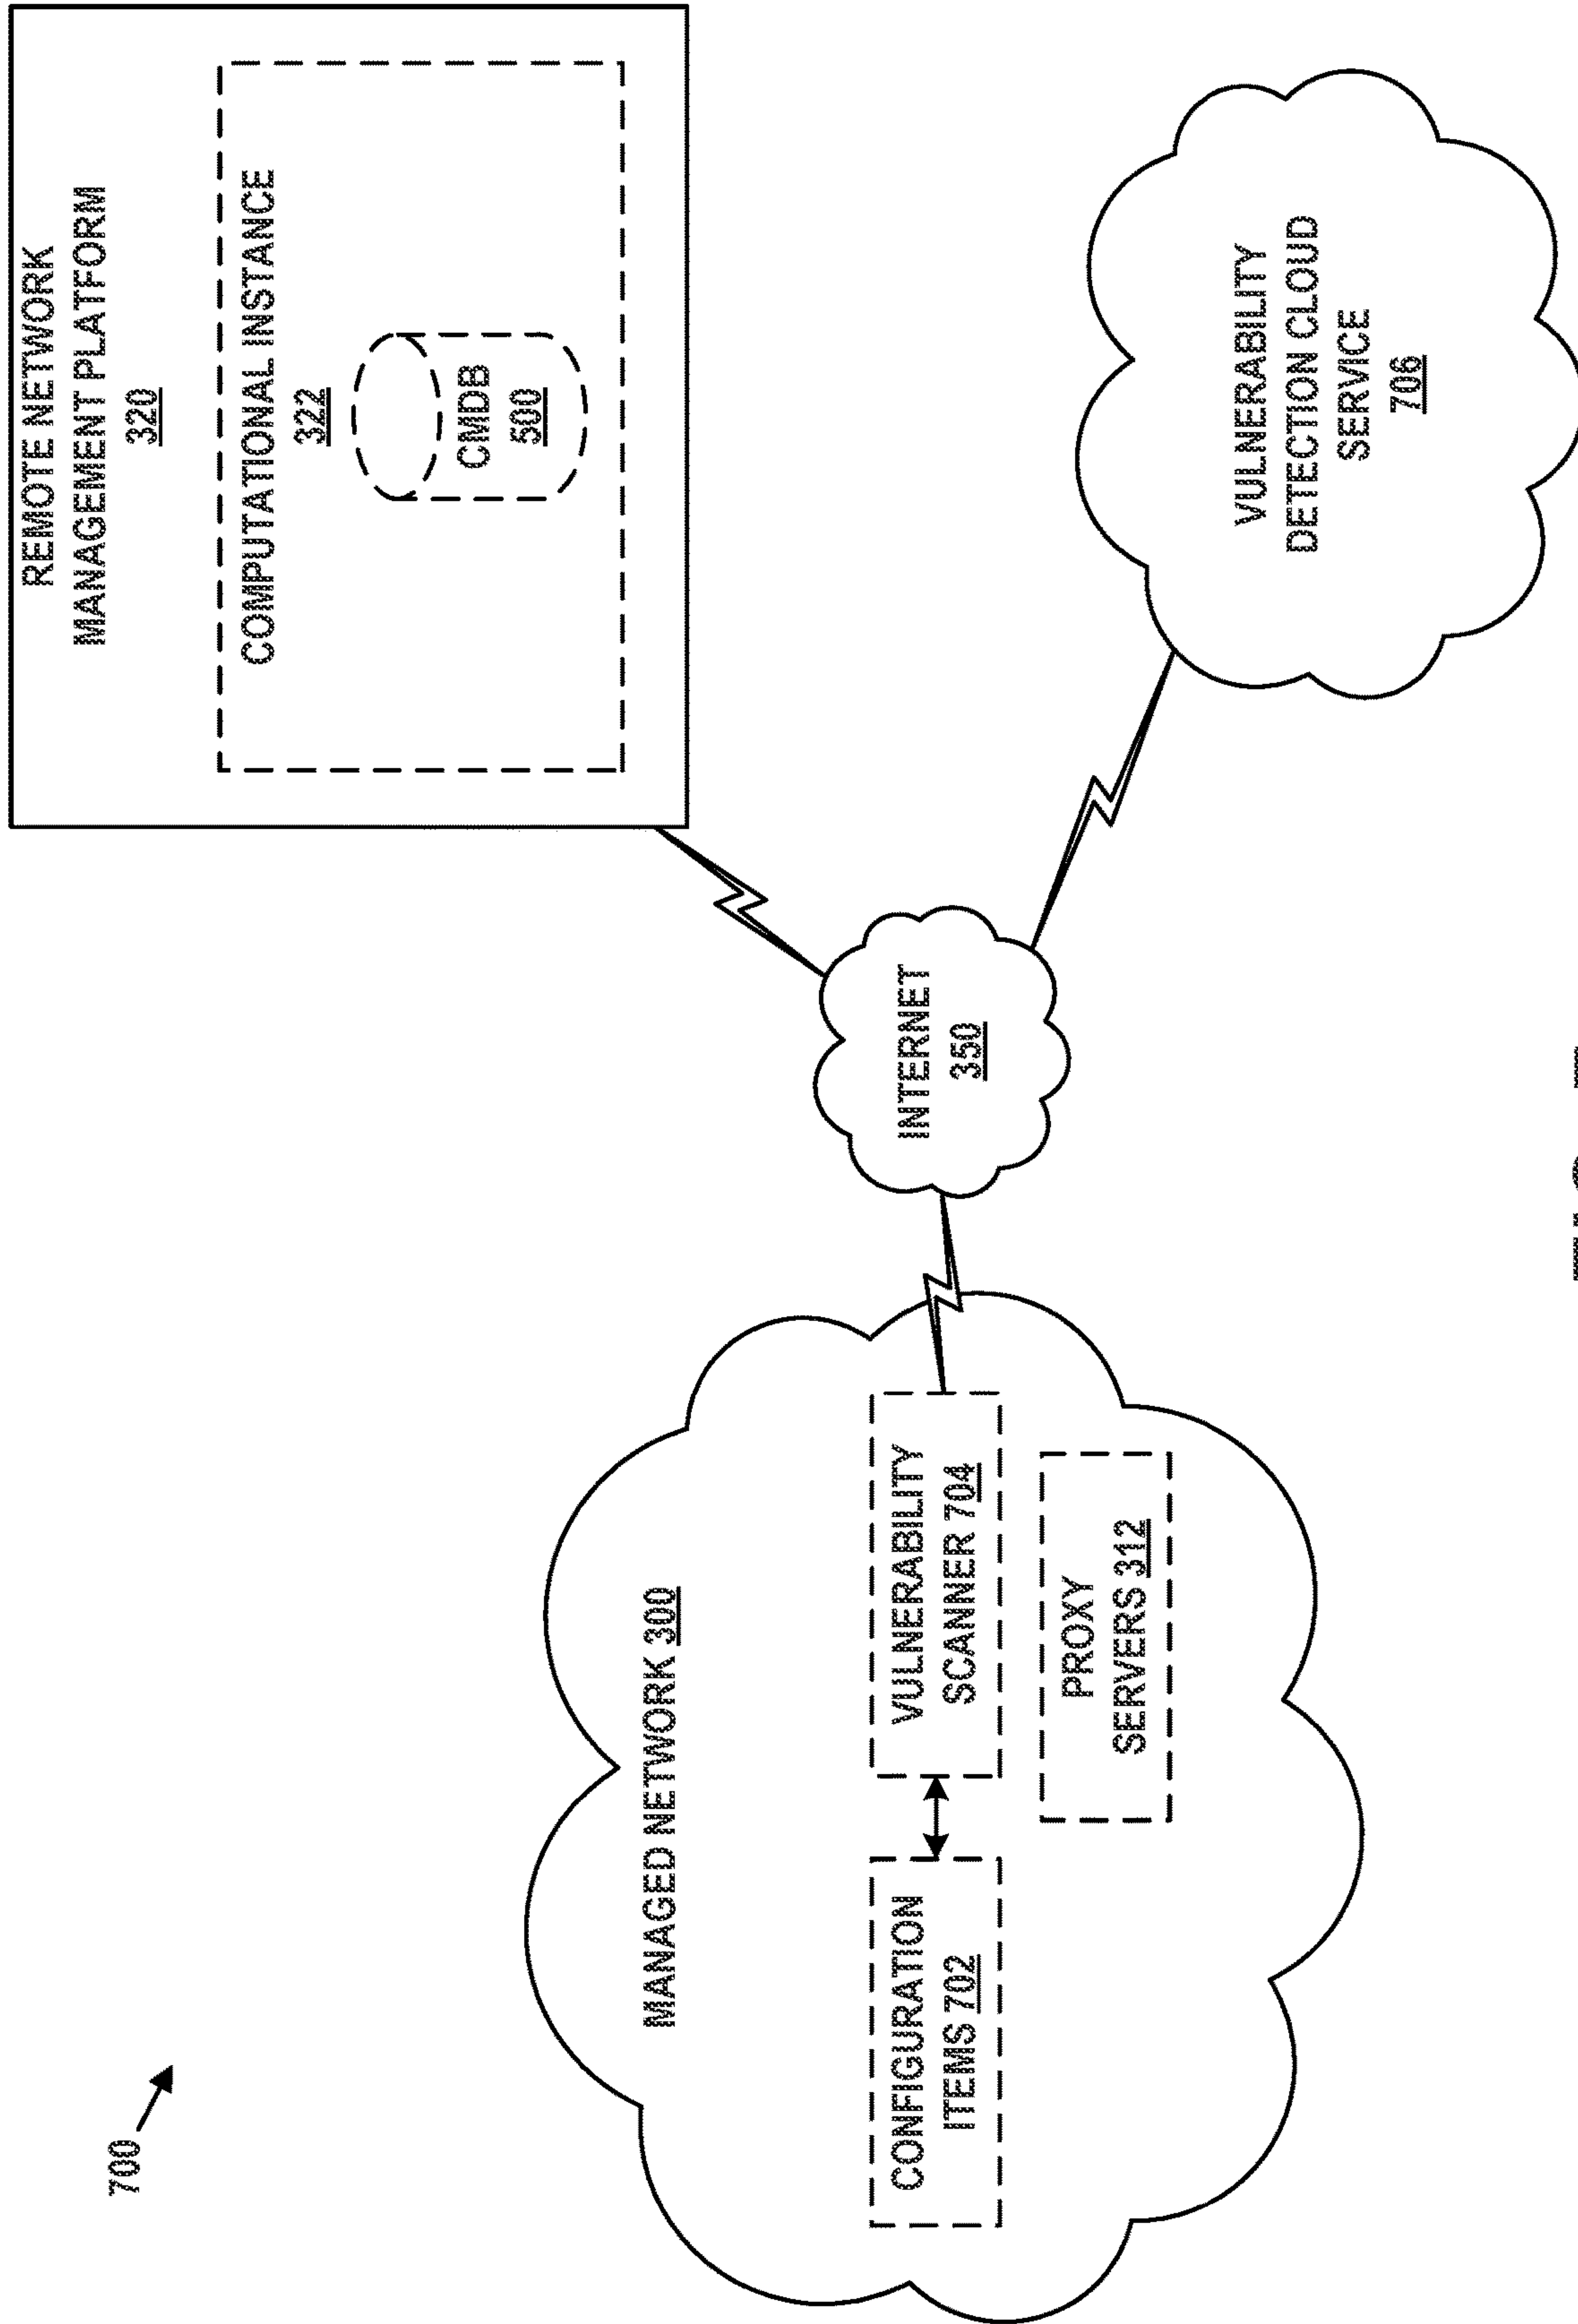 700
REMOTE NETWORK
MANAGEMENT PLATFORM
320
COMPUTATIONAL INSTANCE
322
CMDB
500
MANAGED NETWORK 300
CONFIGURATION
ITEMS 702
VULNERABILITY
SCANNER 704
PROXY
SERVERS 312
INTERNET
350
VULNERABILITY
DETECTION CLOUD
SERVICE
706